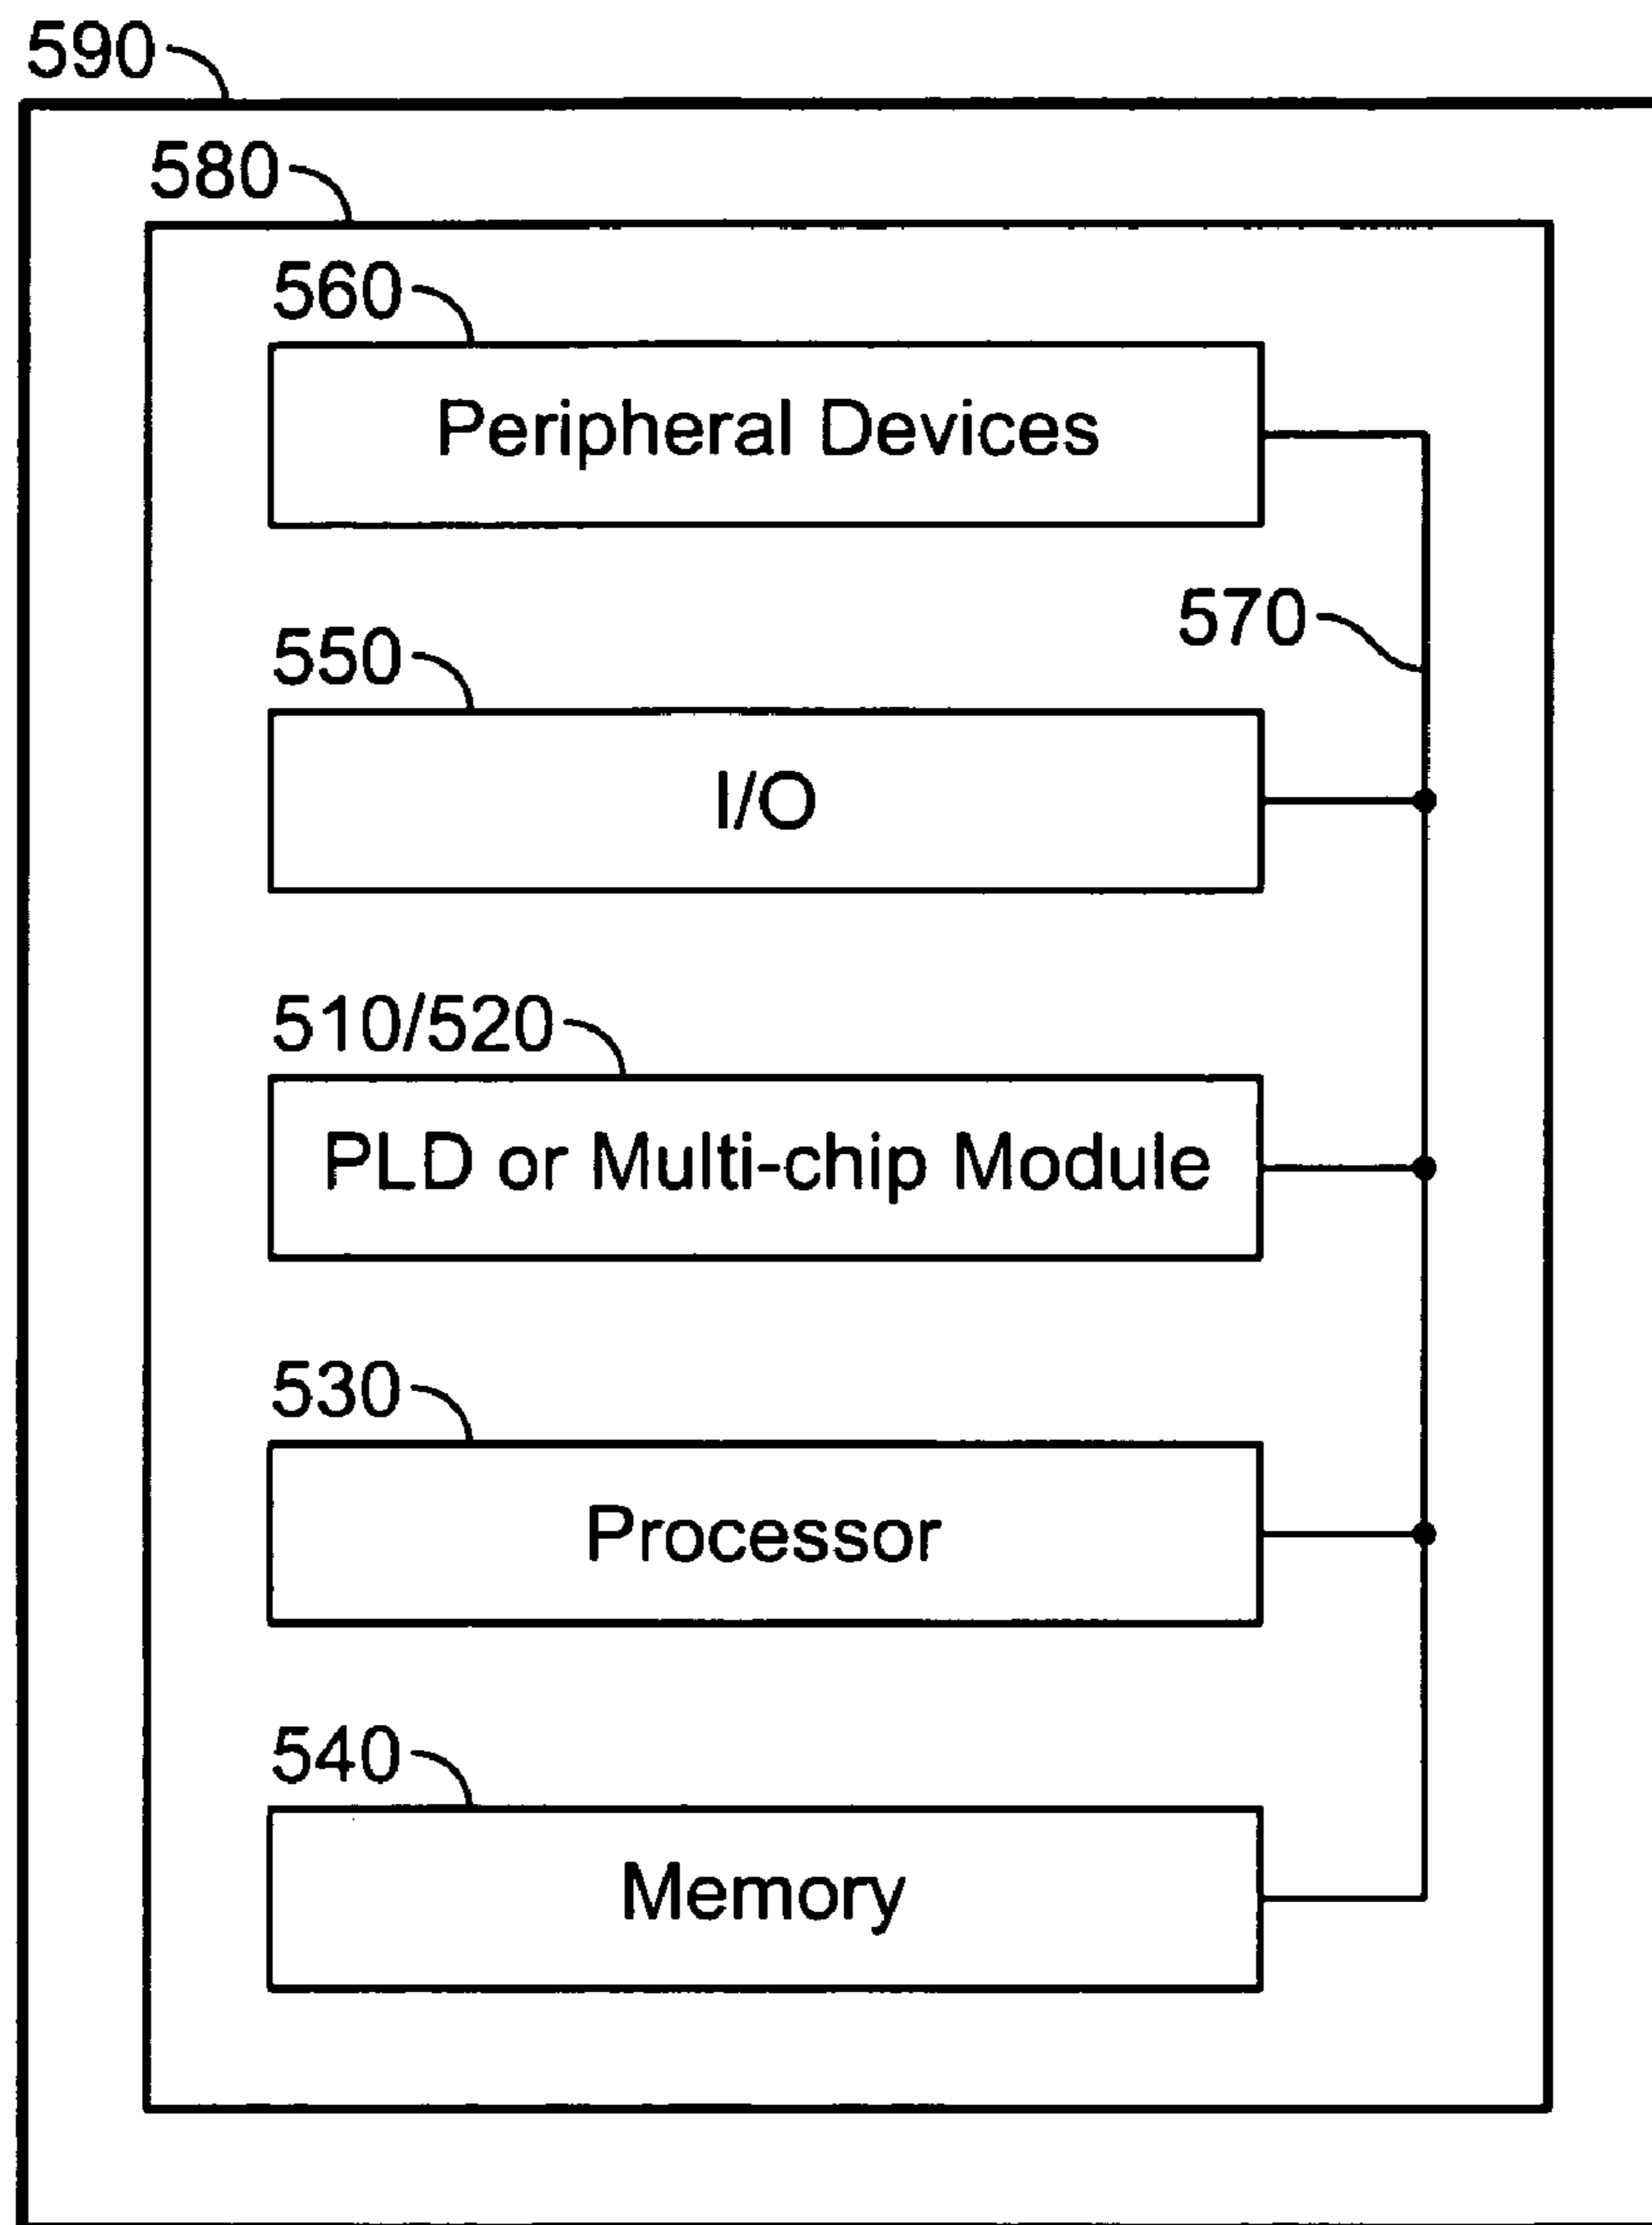 590
580
560
Peripheral Devices
570
550
I/O
510/520
PLD or Multi-chip Module
530
Processor
540
Memory